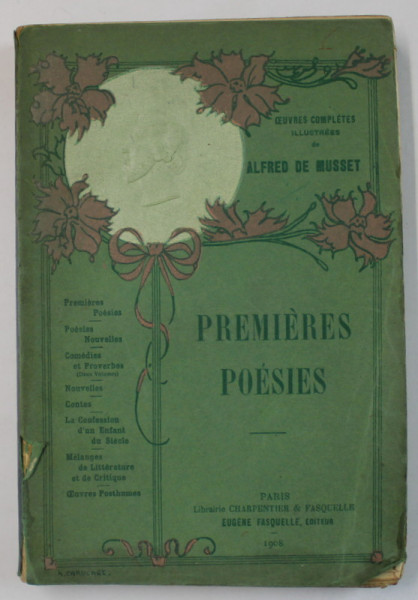 ŒUVRES COMPLÈTES
ILLUSTRÉES
de
ALFRED DE MUSSET
PREMIÈRES
POÉSIES
Premières
Poésies
Poésies
Nouvelles
Comédies
et Proverbes
(Deux Volumes)
Nouvelles
Contes
La Confession
d'un Enfant
du Siècle
Mélanges
de Littérature
et de Critique
Œuvres Posthumes
PARIS
Librairie CHARPENTIER & FASQUELLE
EUGÈNE FASQUELLE, ÉDITEUR